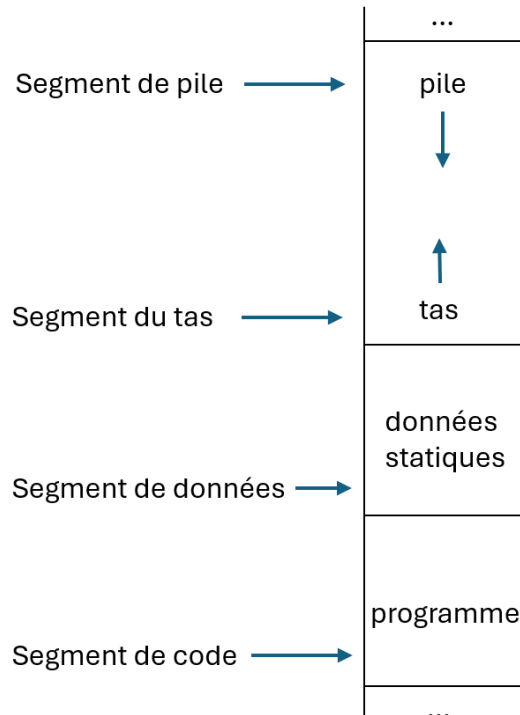 ...
Segment de pile
pile
tas
Segment du tas
données
statiques
Segment de données
programme
Segment de code
...